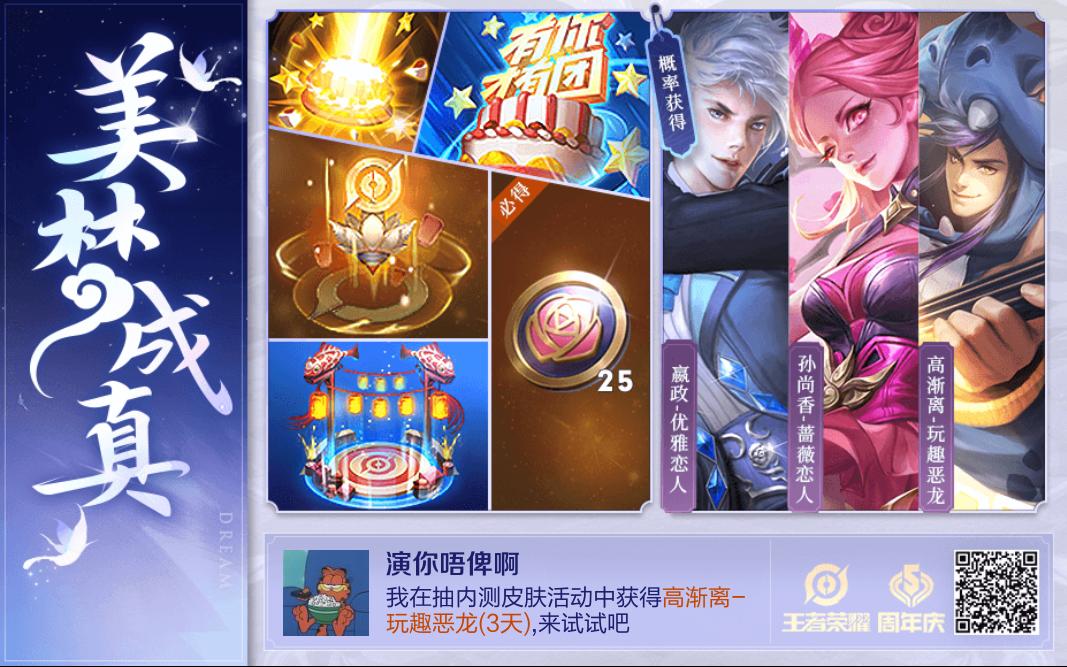 美梦成真
DREAM
有你
才有团
必得
25
概率获得
嬴政-优雅恋人
孙尚香-蔷薇恋人
高渐离-玩趣恶龙
演你唔俾啊
我在抽内测皮肤活动中获得高渐离-
玩趣恶龙(3天),来试试吧
王者荣耀 周年庆